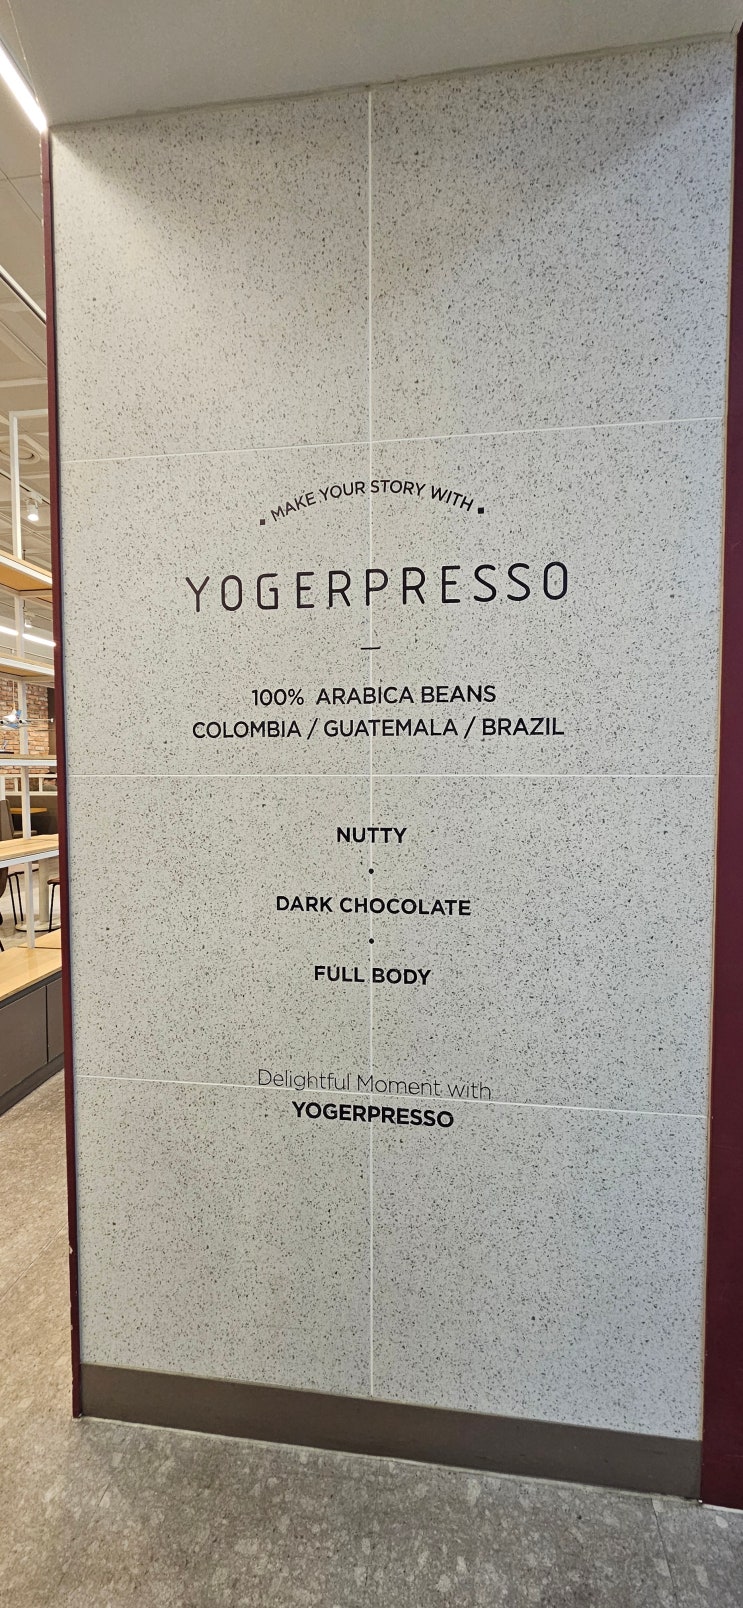 MAKE YOUR STORY WITH
YOGERPRESSO
100% ARABICA BEANS
COLOMBIA / GUATEMALA / BRAZIL
NUTTY
DARK CHOCOLATE
FULL BODY
Delightful Moment with
YOGERPRESSO